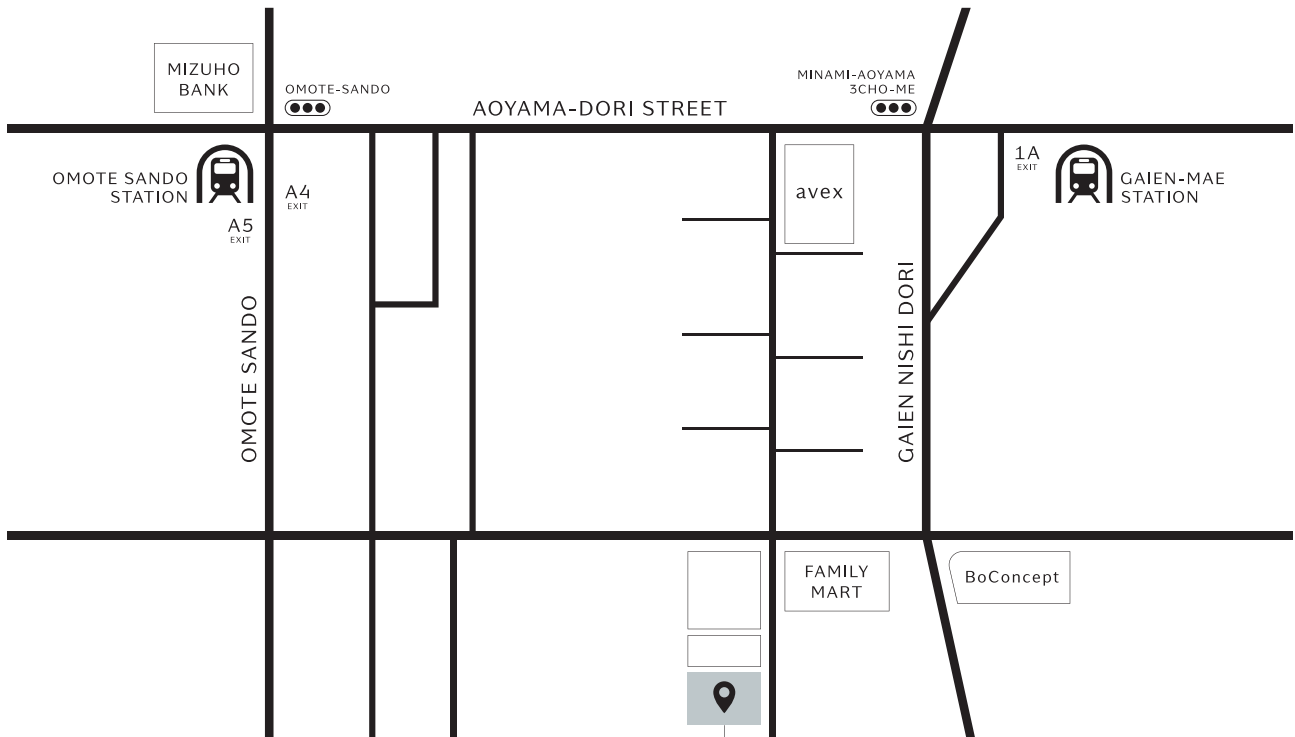 MIZUHO
BANK
OMOTE-SANDO
AOYAMA-DORI STREET
MINAMI-AOYAMA
3CHO-ME
OMOTE SANDO
STATION
A4
EXIT
A5
EXIT
avex
1A
EXIT
GAIEN-MAE
STATION
OMOTE SANDO
GAIEN NISHI DORI
FAMILY
MART
BoConcept